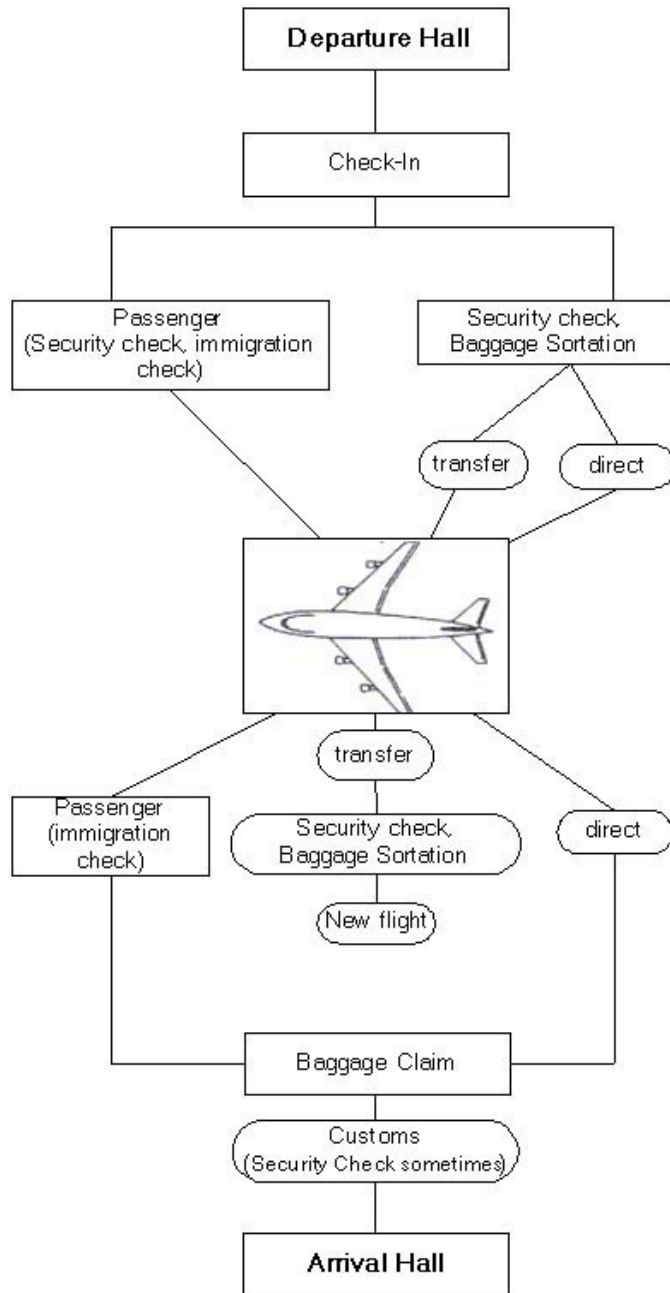 Departure Hall
Check-In
Passenger
(Security check, immigration
check)
Security check,
Baggage Sortation
transfer
direct
transfer
Passenger
(immigration
check)
Security check,
Baggage Sortation
direct
New flight
Baggage Claim
Customs
(Security Check sometimes)
Arrival Hall